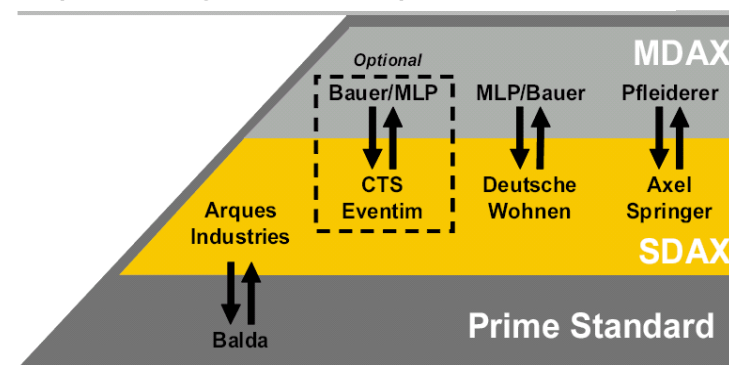 MDAX
Optional
Bauer/MLP
MLP/Bauer
Pfleiderer
CTS
Eventim
Deutsche
Wohnen
Axel
Springer
Arques
Industries
SDAX
Balda
Prime Standard